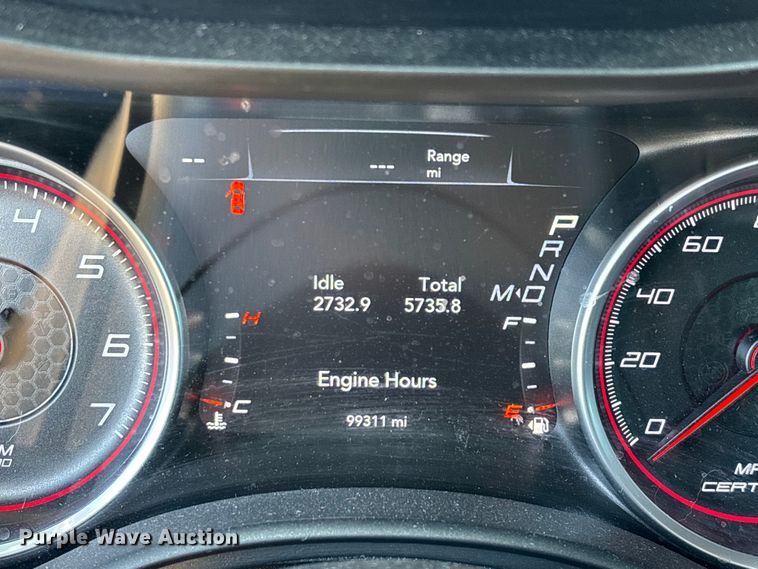 --
--- Range
mi
P
R
N
M D
Idle Total
2732.9 5735.8
H
F
C
E
Engine Hours
99311 mi
4
5
6
7
60
40
20
0
CERT
Purple Wave Auction